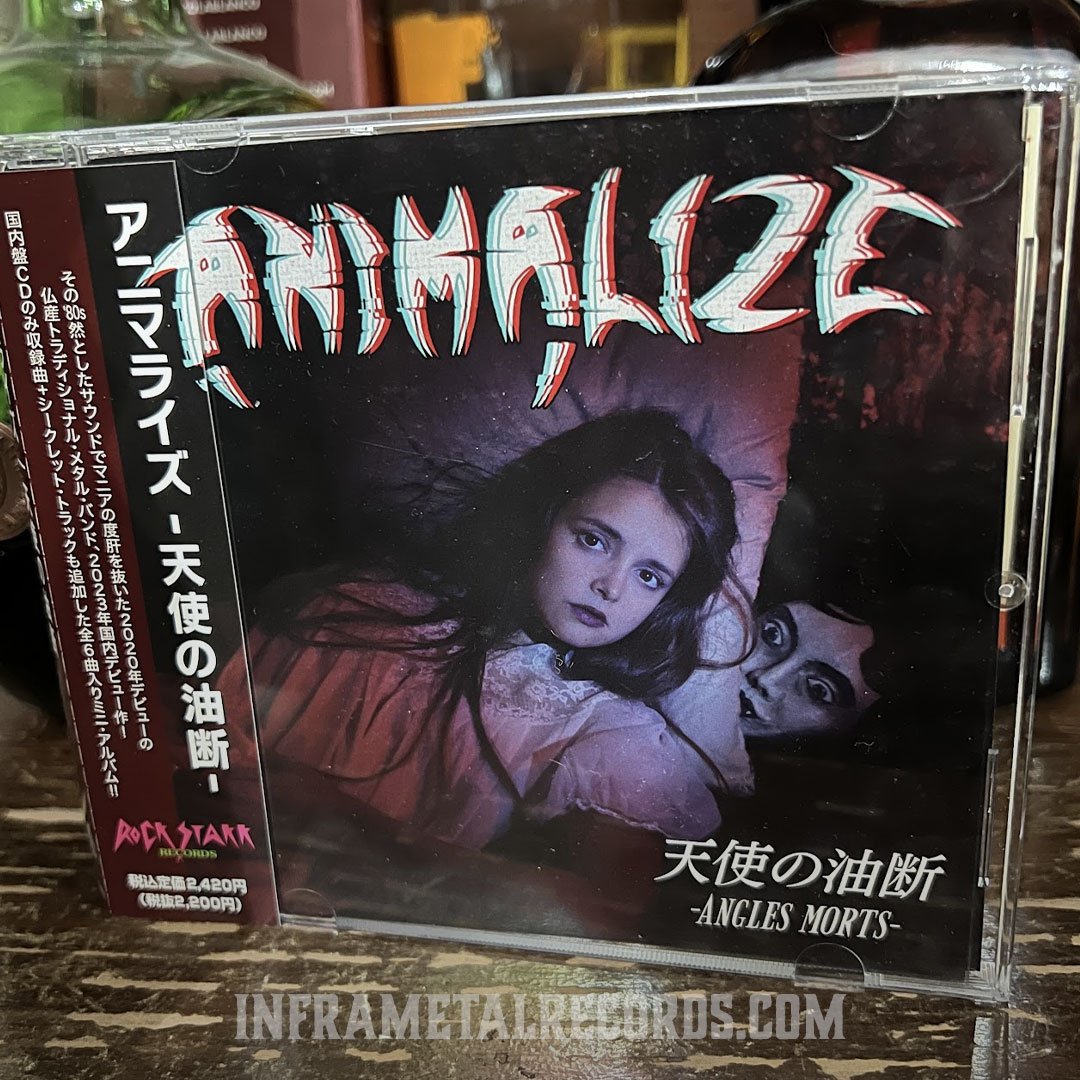 ANIMALIZE
天使の油断
-ANGLES MORTS-
アニマライズ -天使の油断-
その'80s然としたサウンドでマニアの度肝を抜いた2020年デビューの
仏産トラディショナル・メタル・バンド、2023年国内デビュー作！
国内盤CDのみ収録曲+シークレット・トラックも追加した全6曲入りミニ・アルバム!!
ROCK STAKK
RECORDS
税込定価2,420円
(税抜2,200円)
INFRAMETALRECORDS.COM